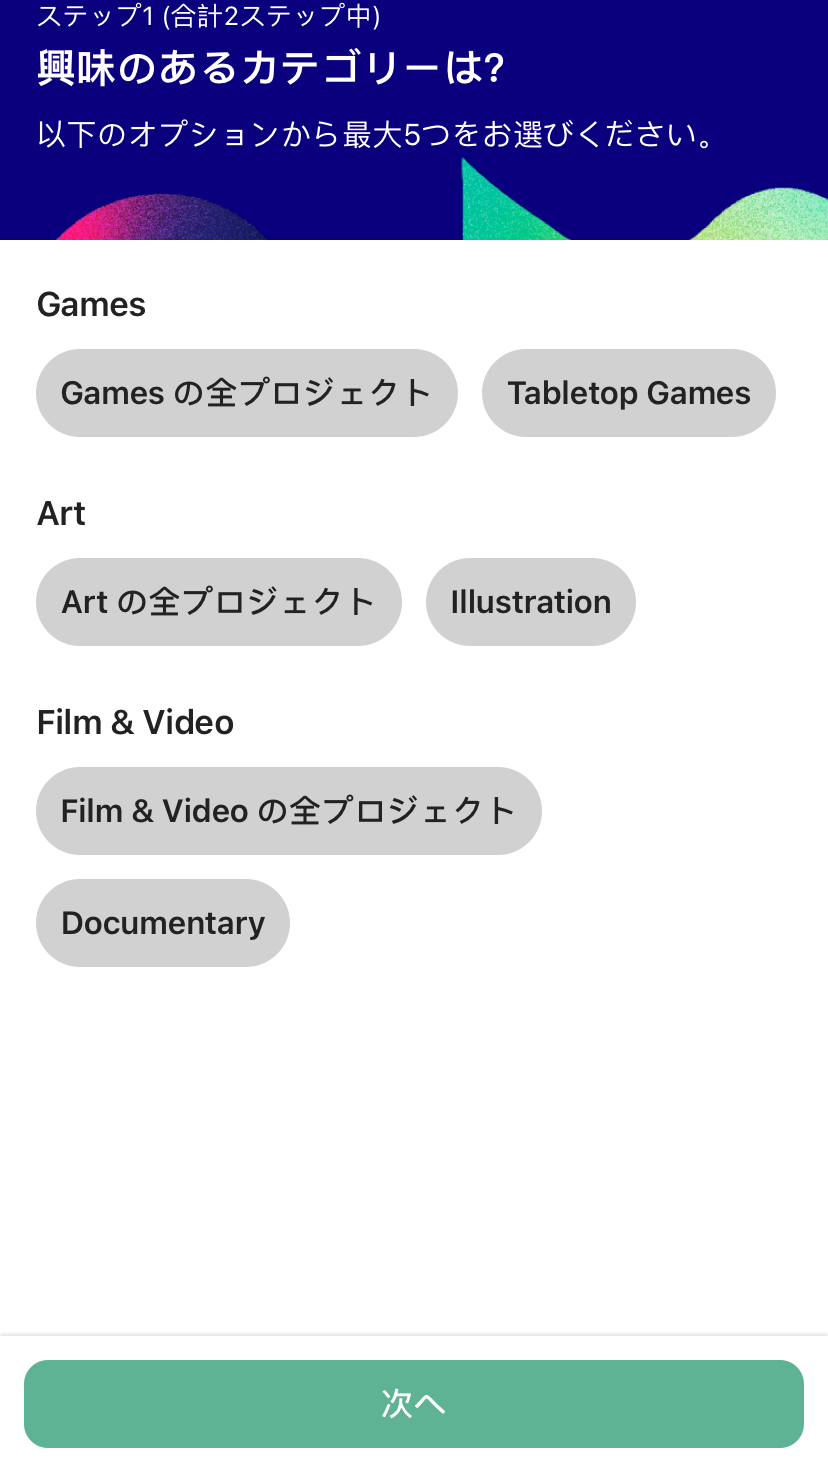 ステップ1 (合計2ステップ中)
興味のあるカテゴリーは?
以下のオプションから最大5つをお選びください。
Games
Games の全プロジェクト
Tabletop Games
Art
Art の全プロジェクト
Illustration
Film & Video
Film & Video の全プロジェクト
Documentary
次へ